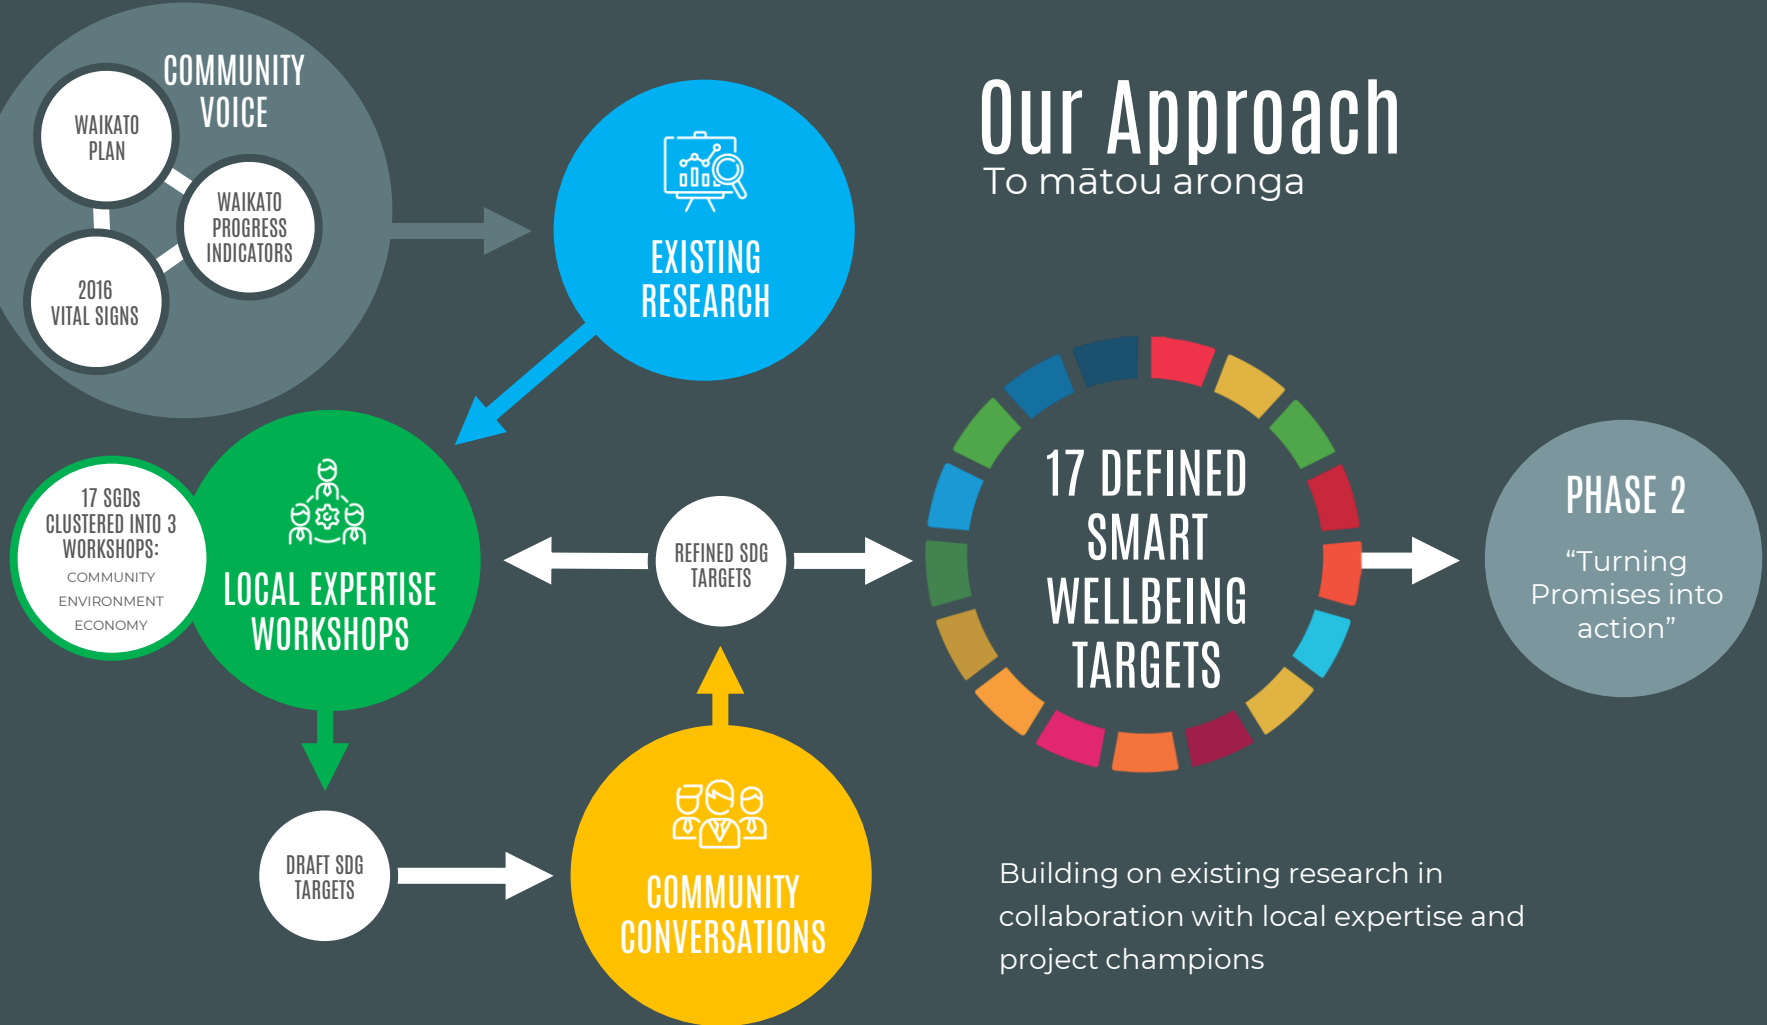 Our Approach
To mātou aronga
COMMUNITY
VOICE
WAIKATO
PLAN
WAIKATO
PROGRESS
INDICATORS
2016
VITAL SIGNS
EXISTING
RESEARCH
17 SGDs
CLUSTERED INTO 3
WORKSHOPS:
COMMUNITY
ENVIRONMENT
ECONOMY
LOCAL EXPERTISE
WORKSHOPS
DRAFT SDG
TARGETS
COMMUNITY
CONVERSATIONS
REFINED SDG
TARGETS
17 DEFINED
SMART
WELLBEING
TARGETS
PHASE 2
“Turning
Promises into
action”
Building on existing research in
collaboration with local expertise and
project champions